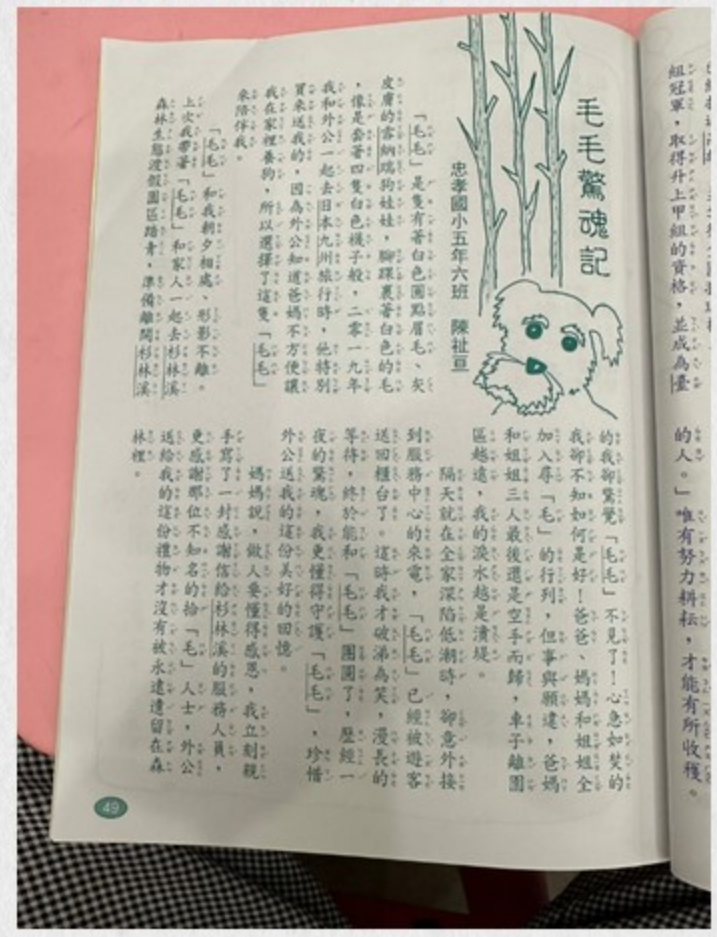 組冠軍，取得升上甲組的資格，並成為臺
的人。」唯有努力耕耘，才能有所收穫。
毛毛驚魂記
忠孝國小五年六班　陳祉亘
「毛毛」是隻有著白色圓點眉毛、灰
皮膚的雪納瑞狗娃娃，腳踝裹著白色的毛
，像是套著四隻白色襪子般，二零一九年
我和外公一起去日本九州旅行時，他特別
買來送我的，因為外公知道爸媽不方便讓
我在家裡養狗，所以選擇了這隻「毛毛」
來陪伴我。
「毛毛」和我朝夕相處、形影不離。
上次我帶著「毛毛」和家人一起去杉林溪
森林生態渡假園區踏青，準備離開杉林溪
的我卻驚覺「毛毛」不見了！心急如焚的
我卻不知如何是好！爸爸、媽媽和姐姐全
加入尋「毛」的行列，但事與願違，爸媽
和姐姐三人最後還是空手而歸，車子離園
區越遠，我的淚水越是潰堤。
隔天就在全家深陷低潮時，卻意外接
到服務中心的來電，「毛毛」已經被遊客
送回櫃台了。這時我才破涕為笑，漫長的
等待，終於能和「毛毛」團圓了，歷經一
夜的驚魂，我更懂得守護「毛毛」，珍惜
外公送我的這份美好的回憶。
媽媽說，做人要懂得感恩，我立刻親
手寫了一封感謝信給杉林溪的服務人員，
更感謝那位不知名的拾「毛」人士，外公
送給我的這份禮物才沒有被永遠遺留在森
林裡。
49